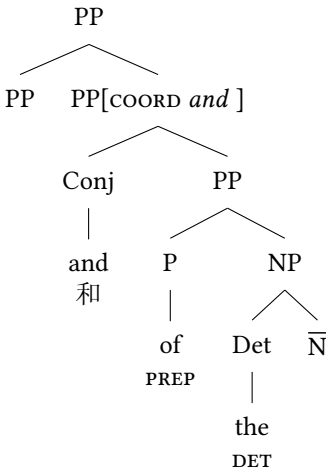 PP
PP PP[COORD and ]
Conj PP
and P NP
和
of Det N̅
PREP
the
DET